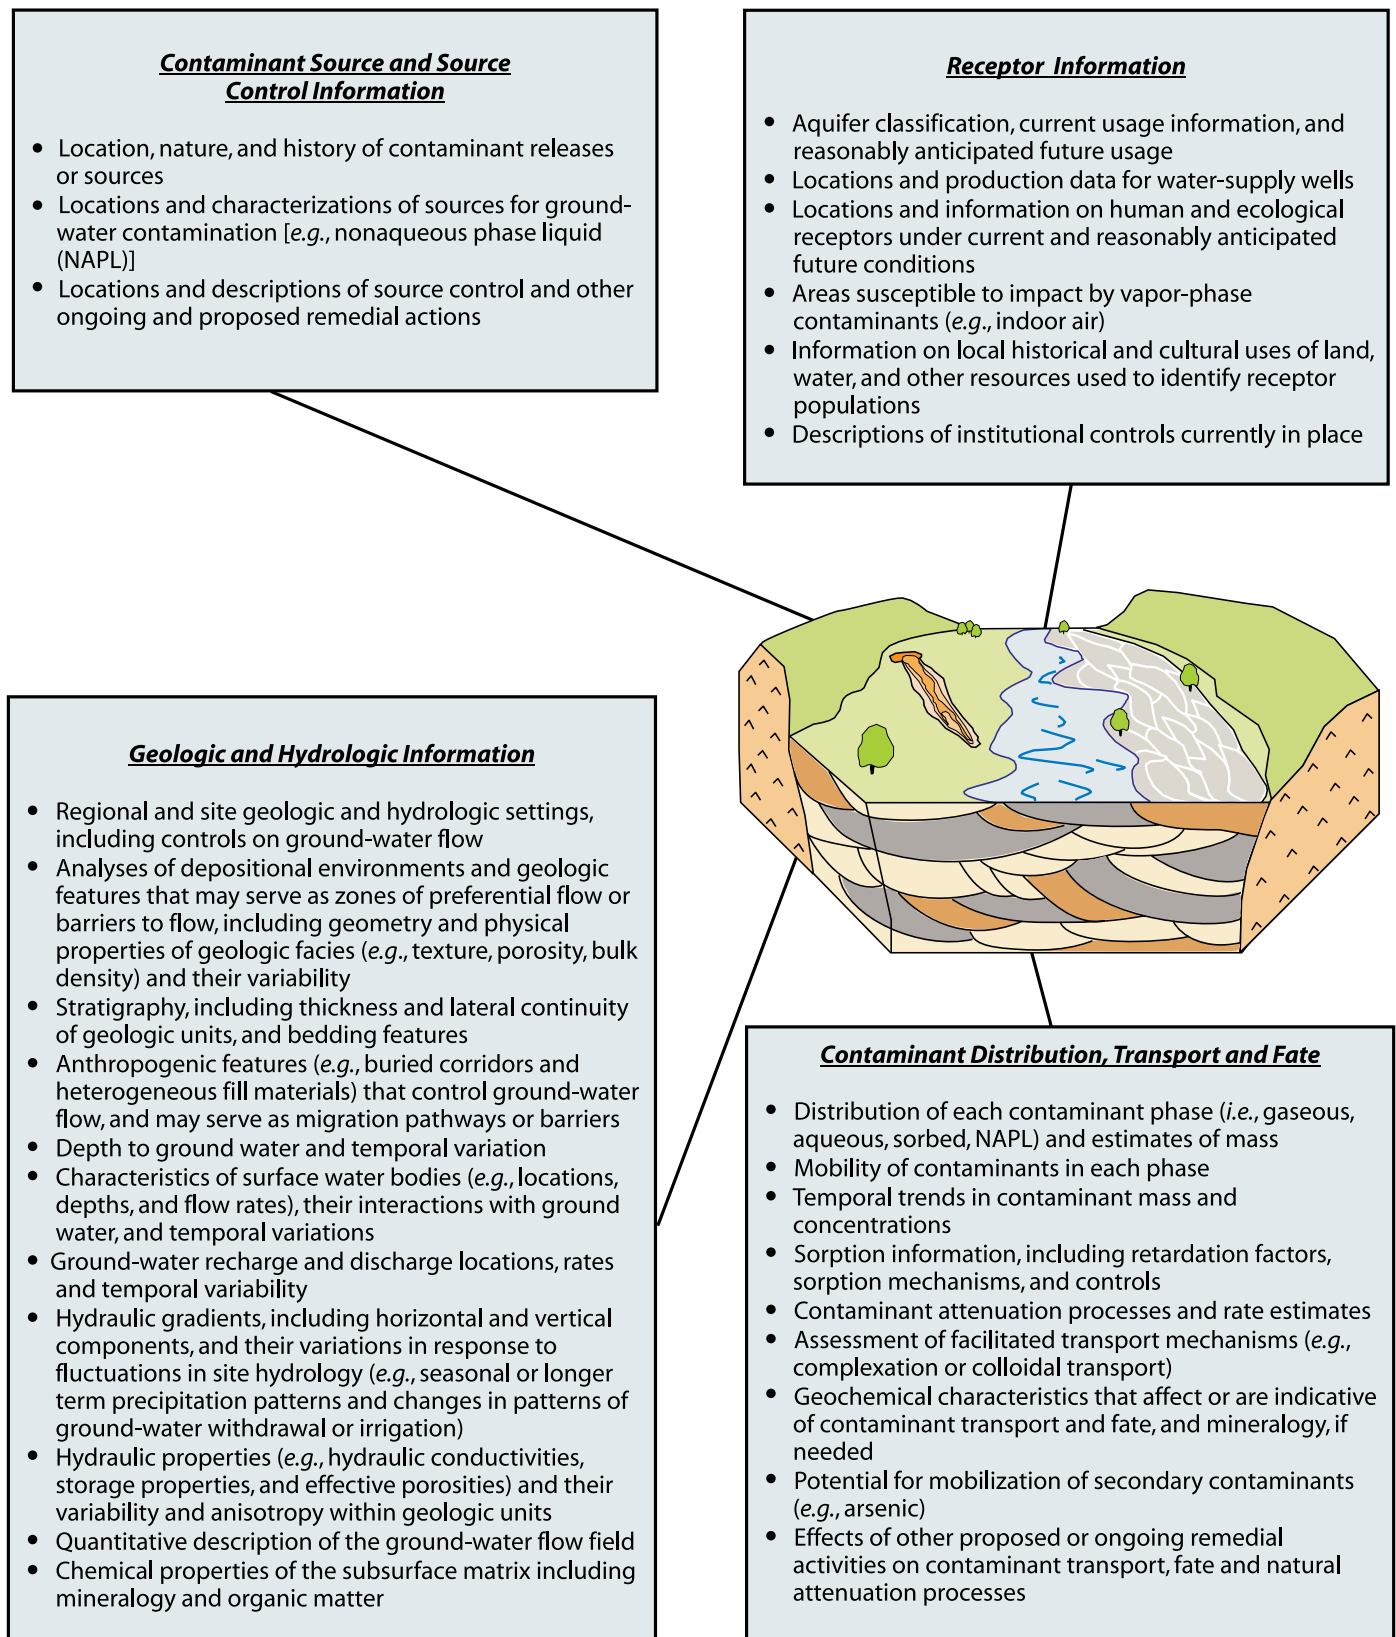 Contaminant Source and Source
Control Information
• Location, nature, and history of contaminant releases
or sources
• Locations and characterizations of sources for ground-
water contamination [e.g., nonaqueous phase liquid
(NAPL)]
• Locations and descriptions of source control and other
ongoing and proposed remedial actions
Receptor Information
• Aquifer classification, current usage information, and
reasonably anticipated future usage
• Locations and production data for water-supply wells
• Locations and information on human and ecological
receptors under current and reasonably anticipated
future conditions
• Areas susceptible to impact by vapor-phase
contaminants (e.g., indoor air)
• Information on local historical and cultural uses of land,
water, and other resources used to identify receptor
populations
• Descriptions of institutional controls currently in place
Geologic and Hydrologic Information
• Regional and site geologic and hydrologic settings,
including controls on ground-water flow
• Analyses of depositional environments and geologic
features that may serve as zones of preferential flow or
barriers to flow, including geometry and physical
properties of geologic facies (e.g., texture, porosity, bulk
density) and their variability
• Stratigraphy, including thickness and lateral continuity
of geologic units, and bedding features
• Anthropogenic features (e.g., buried corridors and
heterogeneous fill materials) that control ground-water
flow, and may serve as migration pathways or barriers
• Depth to ground water and temporal variation
• Characteristics of surface water bodies (e.g., locations,
depths, and flow rates), their interactions with ground
water, and temporal variations
• Ground-water recharge and discharge locations, rates
and temporal variability
• Hydraulic gradients, including horizontal and vertical
components, and their variations in response to
fluctuations in site hydrology (e.g., seasonal or longer
term precipitation patterns and changes in patterns of
ground-water withdrawal or irrigation)
• Hydraulic properties (e.g., hydraulic conductivities,
storage properties, and effective porosities) and their
variability and anisotropy within geologic units
• Quantitative description of the ground-water flow field
• Chemical properties of the subsurface matrix including
mineralogy and organic matter
Contaminant Distribution, Transport and Fate
• Distribution of each contaminant phase (i.e., gaseous,
aqueous, sorbed, NAPL) and estimates of mass
• Mobility of contaminants in each phase
• Temporal trends in contaminant mass and
concentrations
• Sorption information, including retardation factors,
sorption mechanisms, and controls
• Contaminant attenuation processes and rate estimates
• Assessment of facilitated transport mechanisms (e.g.,
complexation or colloidal transport)
• Geochemical characteristics that affect or are indicative
of contaminant transport and fate, and mineralogy, if
needed
• Potential for mobilization of secondary contaminants
(e.g., arsenic)
• Effects of other proposed or ongoing remedial
activities on contaminant transport, fate and natural
attenuation processes